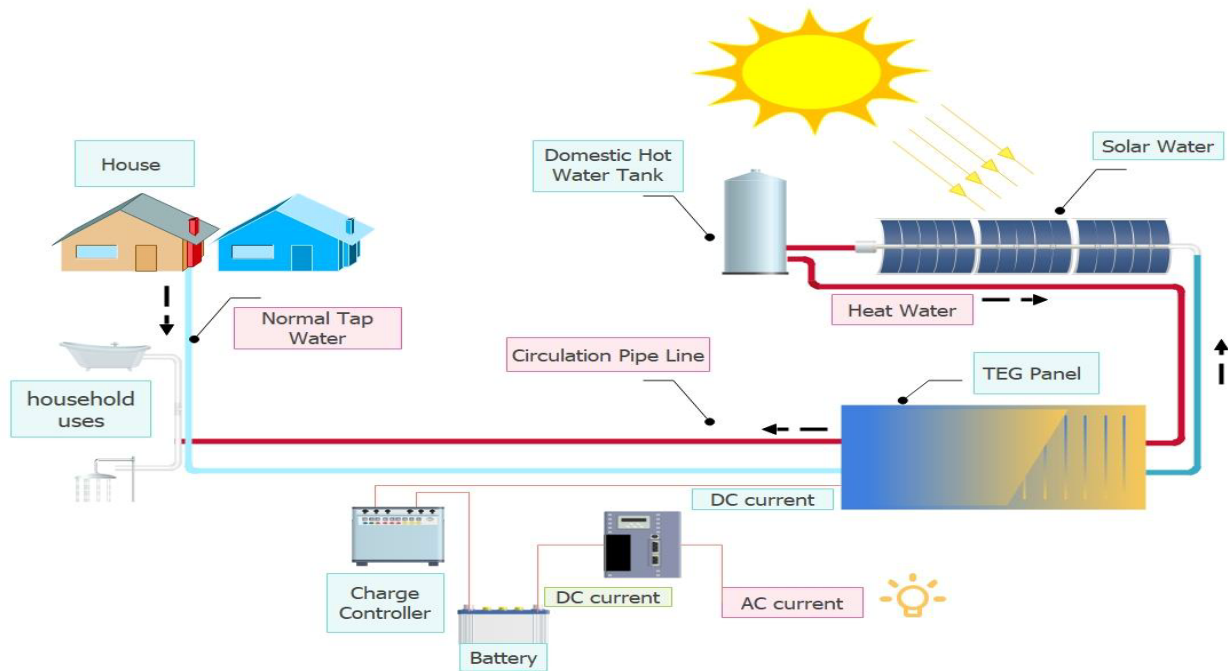 House
Domestic Hot
Water Tank
Solar Water
Normal Tap
Water
Heat Water
Circulation Pipe Line
TEG Panel
household
uses
DC current
Charge
Controller
DC current
AC current
Battery